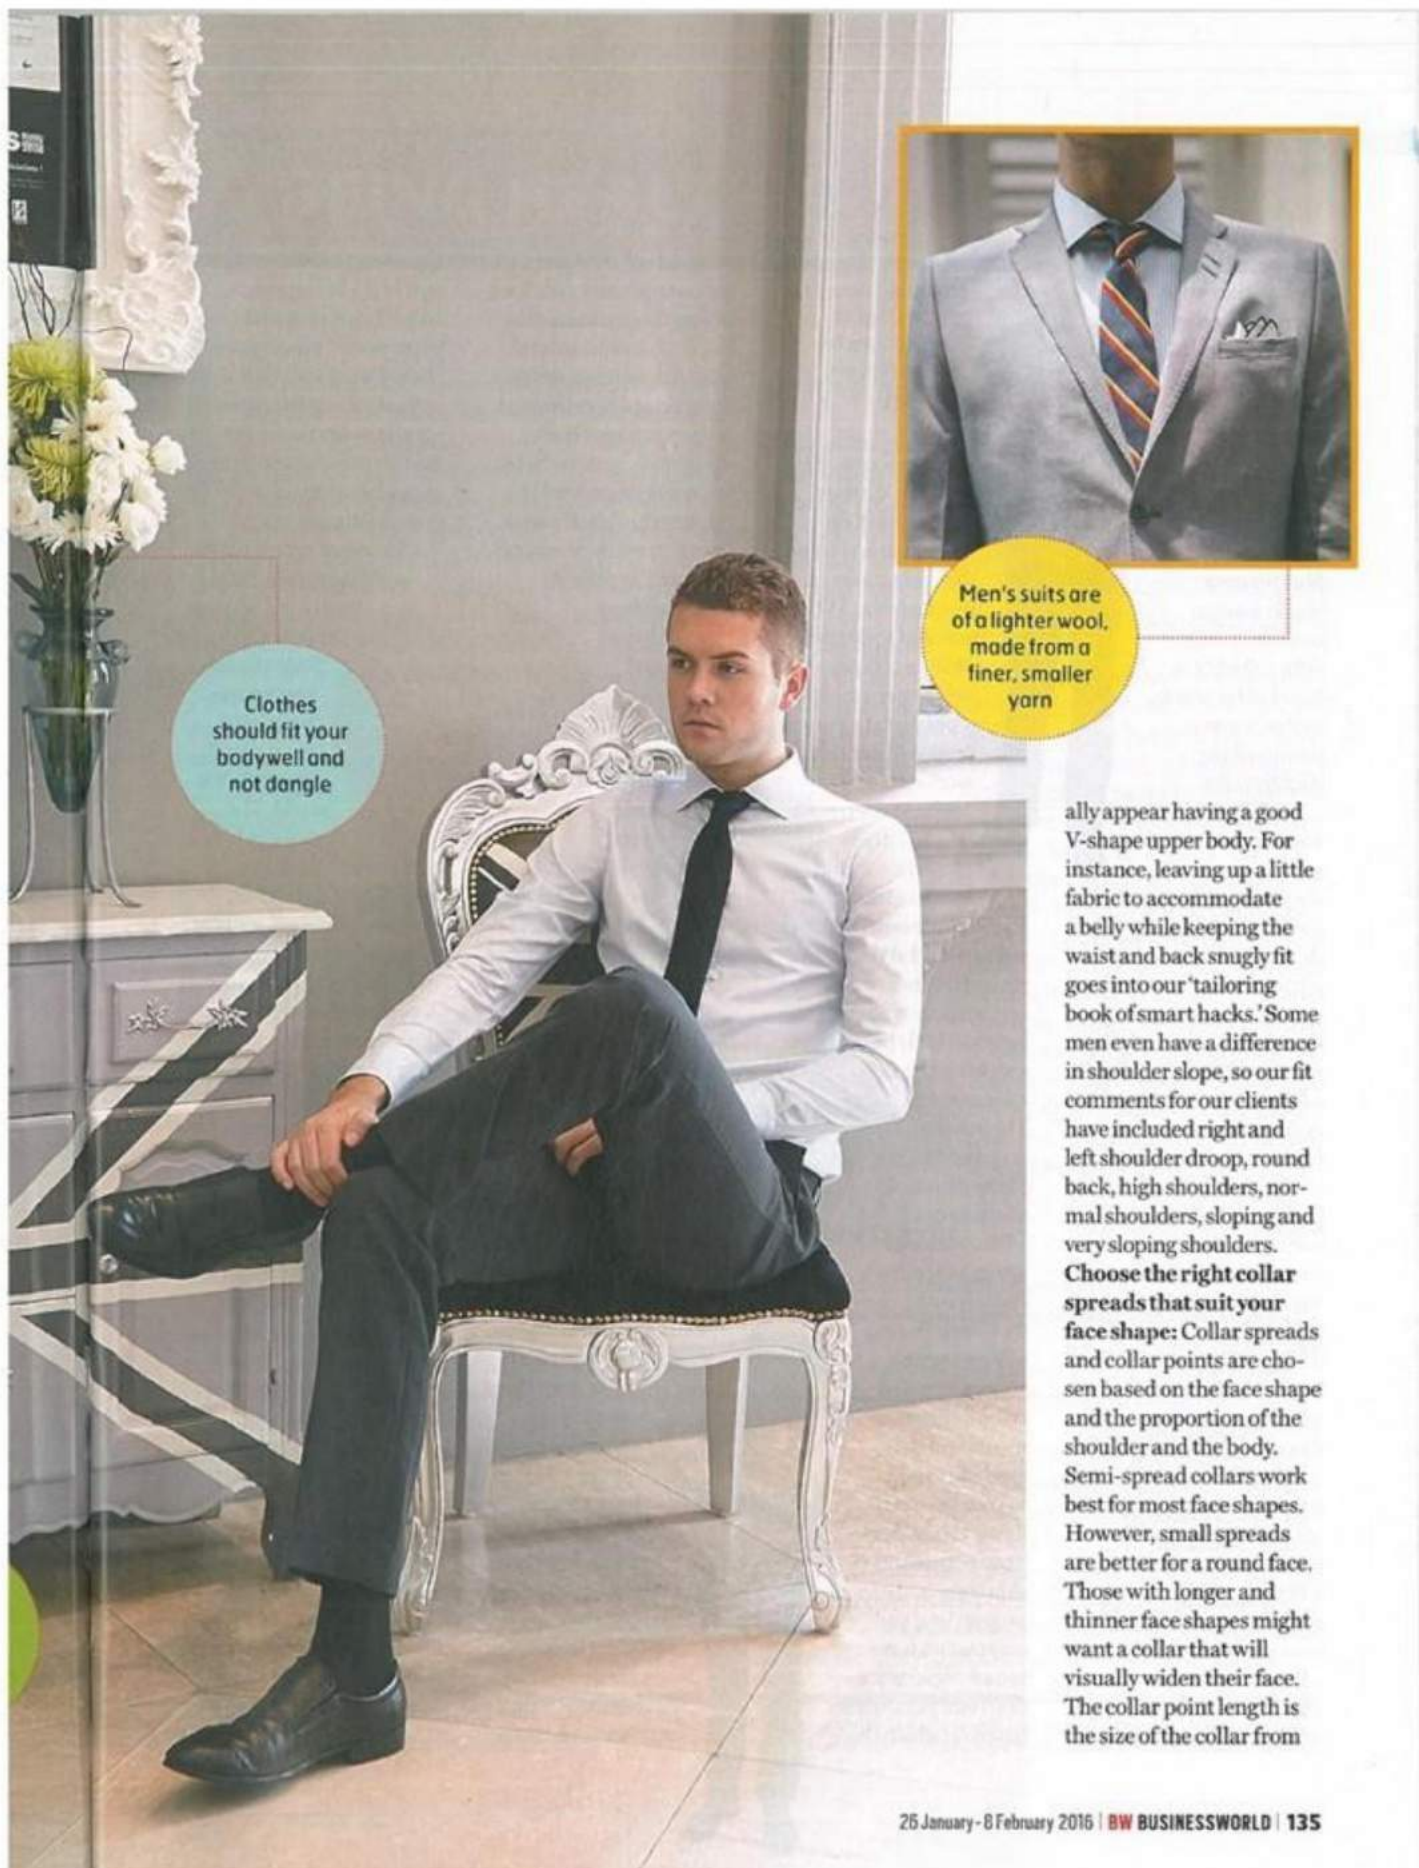 S
Men's suits are
of a lighter wool,
made from a
finer, smaller
yarn
Clothes
should fit your
bodywell and
not dangle
ally appear having a good
V-shape upper body. For
instance, leaving up a little
fabric to accommodate
a belly while keeping the
waist and back snugly fit
goes into our 'tailoring
book of smart hacks.' Some
men even have a difference
in shoulder slope, so our fit
comments for our clients
have included right and
left shoulder droop, round
back, high shoulders, nor-
mal shoulders, sloping and
very sloping shoulders.
Choose the right collar
spreads that suit your
face shape: Collar spreads
and collar points are cho-
sen based on the face shape
and the proportion of the
shoulder and the body.
Semi-spread collars work
best for most face shapes.
However, small spreads
are better for a round face.
Those with longer and
thinner face shapes might
want a collar that will
visually widen their face.
The collar point length is
the size of the collar from
26 January - 8 February 2016 | BW BUSINESSWORLD | 135